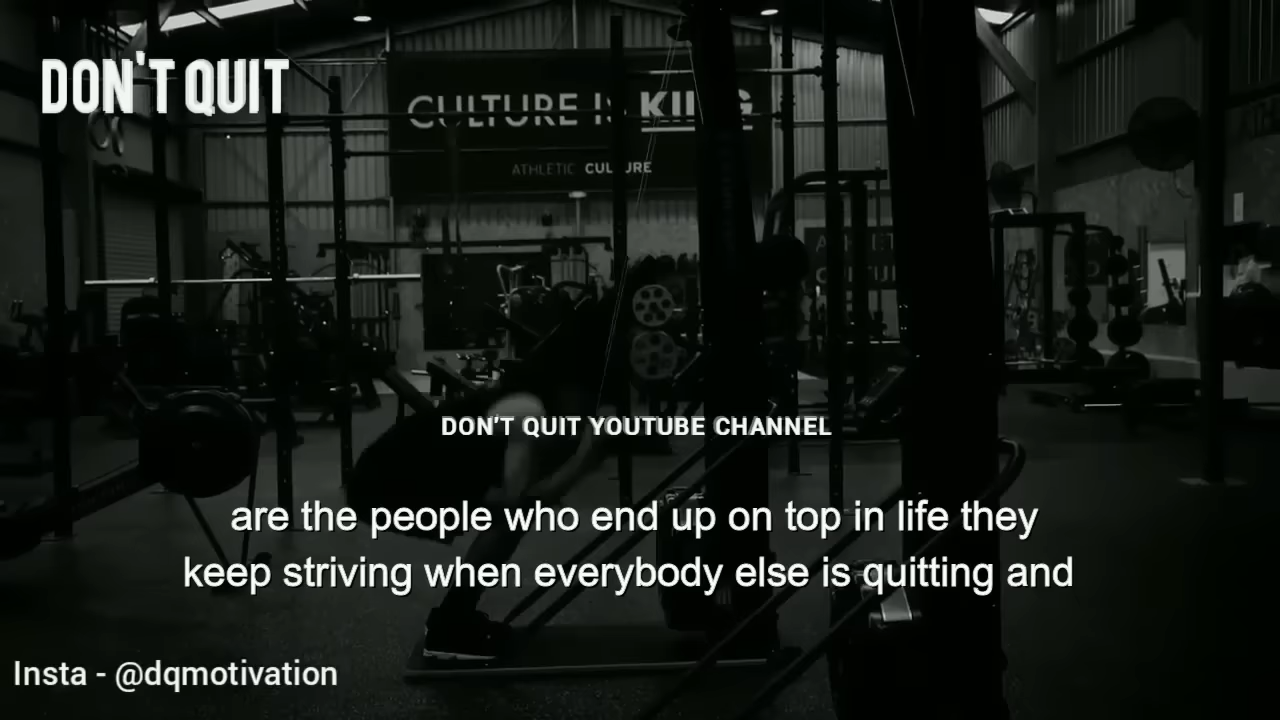 DON'T QUIT
CULTURE IS KING
ATHLETIC CULTURE
DON'T QUIT YOUTUBE CHANNEL
are the people who end up on top in life they
keep striving when everybody else is quitting and
Insta - @dqmotivation